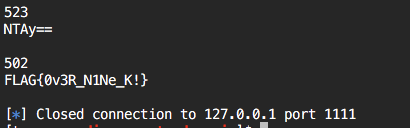 523
NTAy==
502
FLAG{0v3R_N1Ne_K!}
[*] Closed connection to 127.0.0.1 port 1111